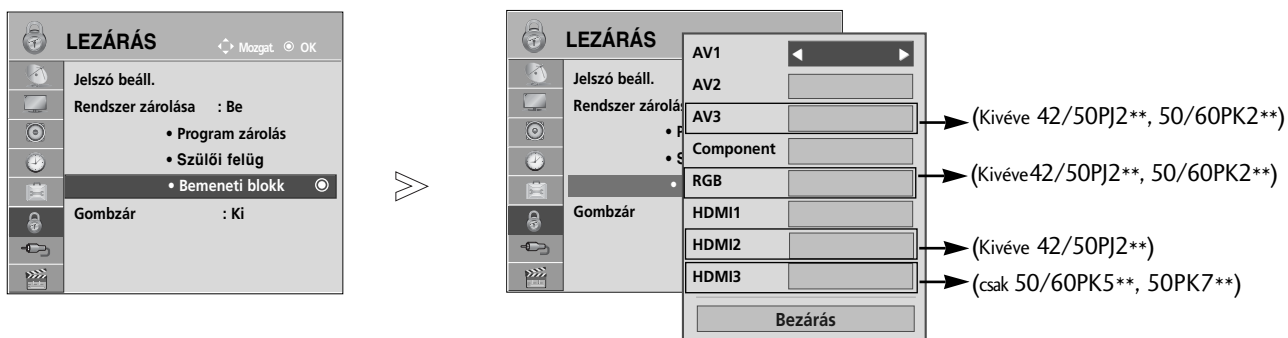 LEZÁRÁS
Mozgat. OK
Jelszó beáll.
Rendszer zárolása : Be
• Program zárolás
• Szülői felüg
• Bemeneti blokk
Gombzár : Ki
LEZÁRÁS
Jelszó beáll.
Rendszer zárolás
• P
• S
•
Gombzár
AV1
AV2
AV3
(Kivéve 42/50PJ2**, 50/60PK2**)
Component
RGB
(Kivéve42/50PJ2**, 50/60PK2**)
HDMI1
HDMI2
(Kivéve 42/50PJ2**)
HDMI3
(csak 50/60PK5**, 50PK7**)
Bezárás